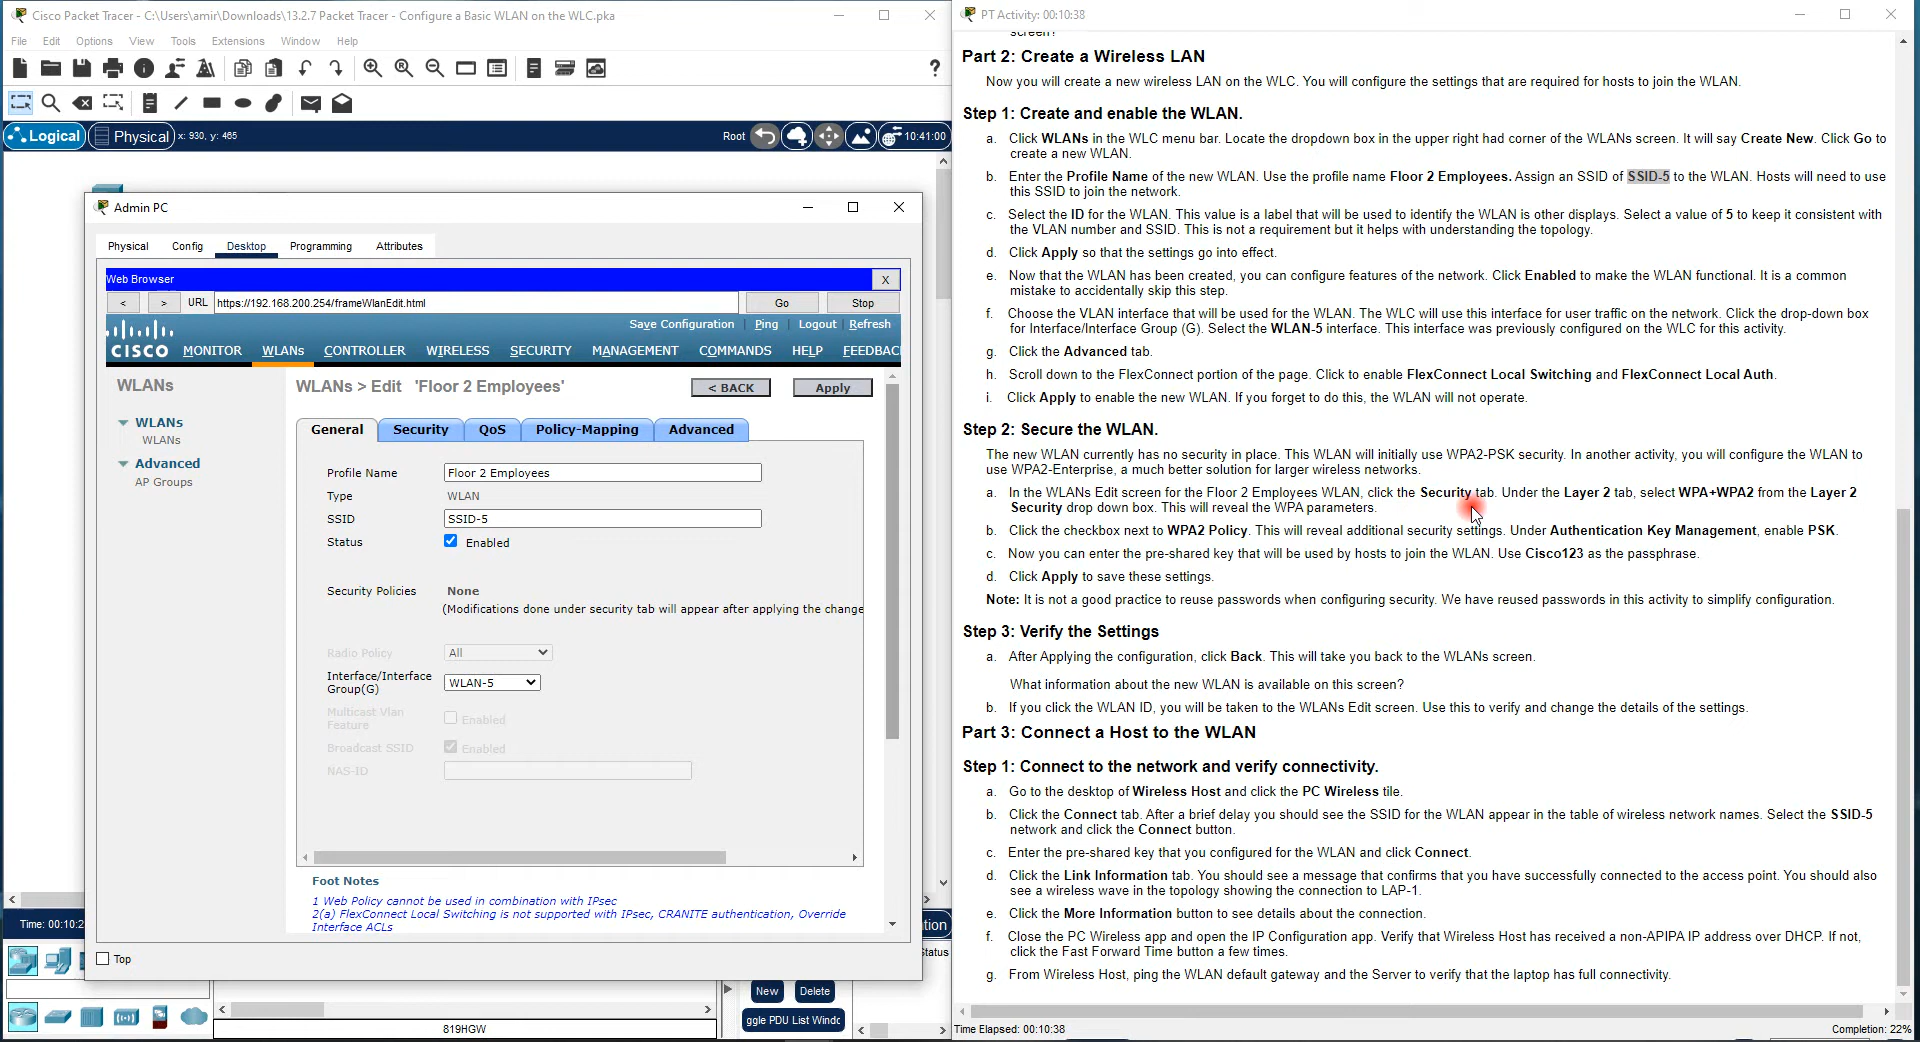 Cisco Packet Tracer - C:\Users\amir\Downloads\13.2.7 Packet Tracer - Configure a Basic WLAN on the WLC.pka
File Edit Options View Tools Extensions Window Help
?
Logical Physical x: 930, y: 465 Root 10:41:00
Admin PC
Physical Config Desktop Programming Attributes
Web Browser X
< > URL https://192.168.200.254/frameWlanEdit.html Go Stop
Save Configuration Ping Logout Refresh
CISCO MONITOR WLANs CONTROLLER WIRELESS SECURITY MANAGEMENT COMMANDS HELP FEEDBAC
WLANs
WLANs
WLANs
Advanced
AP Groups
WLANs > Edit 'Floor 2 Employees' < BACK Apply
General Security QoS Policy-Mapping Advanced
Profile Name Floor 2 Employees
Type WLAN
SSID SSID-5
Status Enabled
Security Policies None
(Modifications done under security tab will appear after applying the change
Radio Policy All
Interface/Interface
Group(G) WLAN-5
Multicast Vlan
Feature Enabled
Broadcast SSID Enabled
NAS-ID
Foot Notes
1 Web Policy cannot be used in combination with IPsec
2(a) FlexConnect Local Switching is not supported with IPsec, CRANITE authentication, Override
Interface ACLs
Top
Time: 00:10:2
tion
tatus
New Delete
ggle PDU List Windo
819HGW
PT Activity: 00:10:38
screen?
Part 2: Create a Wireless LAN
Now you will create a new wireless LAN on the WLC. You will configure the settings that are required for hosts to join the WLAN.
Step 1: Create and enable the WLAN.
a. Click WLANs in the WLC menu bar. Locate the dropdown box in the upper right had corner of the WLANs screen. It will say Create New. Click Go to
create a new WLAN.
b. Enter the Profile Name of the new WLAN. Use the profile name Floor 2 Employees. Assign an SSID of SSID-5 to the WLAN. Hosts will need to use
this SSID to join the network.
c. Select the ID for the WLAN. This value is a label that will be used to identify the WLAN is other displays. Select a value of 5 to keep it consistent with
the VLAN number and SSID. This is not a requirement but it helps with understanding the topology.
d. Click Apply so that the settings go into effect.
e. Now that the WLAN has been created, you can configure features of the network. Click Enabled to make the WLAN functional. It is a common
mistake to accidentally skip this step.
f. Choose the VLAN interface that will be used for the WLAN. The WLC will use this interface for user traffic on the network. Click the drop-down box
for Interface/Interface Group (G). Select the WLAN-5 interface. This interface was previously configured on the WLC for this activity.
g. Click the Advanced tab.
h. Scroll down to the FlexConnect portion of the page. Click to enable FlexConnect Local Switching and FlexConnect Local Auth.
i. Click Apply to enable the new WLAN. If you forget to do this, the WLAN will not operate.
Step 2: Secure the WLAN.
The new WLAN currently has no security in place. This WLAN will initially use WPA2-PSK security. In another activity, you will configure the WLAN to
use WPA2-Enterprise, a much better solution for larger wireless networks.
a. In the WLANs Edit screen for the Floor 2 Employees WLAN, click the Security tab. Under the Layer 2 tab, select WPA+WPA2 from the Layer 2
Security drop down box. This will reveal the WPA parameters.
b. Click the checkbox next to WPA2 Policy. This will reveal additional security settings. Under Authentication Key Management, enable PSK.
c. Now you can enter the pre-shared key that will be used by hosts to join the WLAN. Use Cisco123 as the passphrase.
d. Click Apply to save these settings.
Note: It is not a good practice to reuse passwords when configuring security. We have reused passwords in this activity to simplify configuration.
Step 3: Verify the Settings
a. After Applying the configuration, click Back. This will take you back to the WLANs screen.
What information about the new WLAN is available on this screen?
b. If you click the WLAN ID, you will be taken to the WLANs Edit screen. Use this to verify and change the details of the settings.
Part 3: Connect a Host to the WLAN
Step 1: Connect to the network and verify connectivity.
a. Go to the desktop of Wireless Host and click the PC Wireless tile.
b. Click the Connect tab. After a brief delay you should see the SSID for the WLAN appear in the table of wireless network names. Select the SSID-5
network and click the Connect button.
c. Enter the pre-shared key that you configured for the WLAN and click Connect.
d. Click the Link Information tab. You should see a message that confirms that you have successfully connected to the access point. You should also
see a wireless wave in the topology showing the connection to LAP-1.
e. Click the More Information button to see details about the connection.
f. Close the PC Wireless app and open the IP Configuration app. Verify that Wireless Host has received a non-APIPA IP address over DHCP. If not,
click the Fast Forward Time button a few times.
g. From Wireless Host, ping the WLAN default gateway and the Server to verify that the laptop has full connectivity.
Time Elapsed: 00:10:38 Completion: 22%